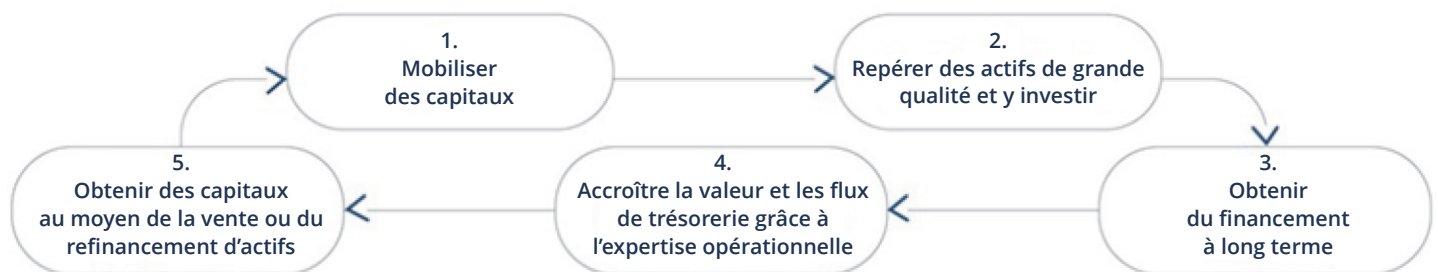 1.
Mobiliser
des capitaux
2.
Repérer des actifs de grande
qualité et y investir
3.
Obtenir
du financement
à long terme
4.
Accroître la valeur et les flux
de trésorerie grâce à
l’expertise opérationnelle
5.
Obtenir des capitaux
au moyen de la vente ou du
refinancement d’actifs